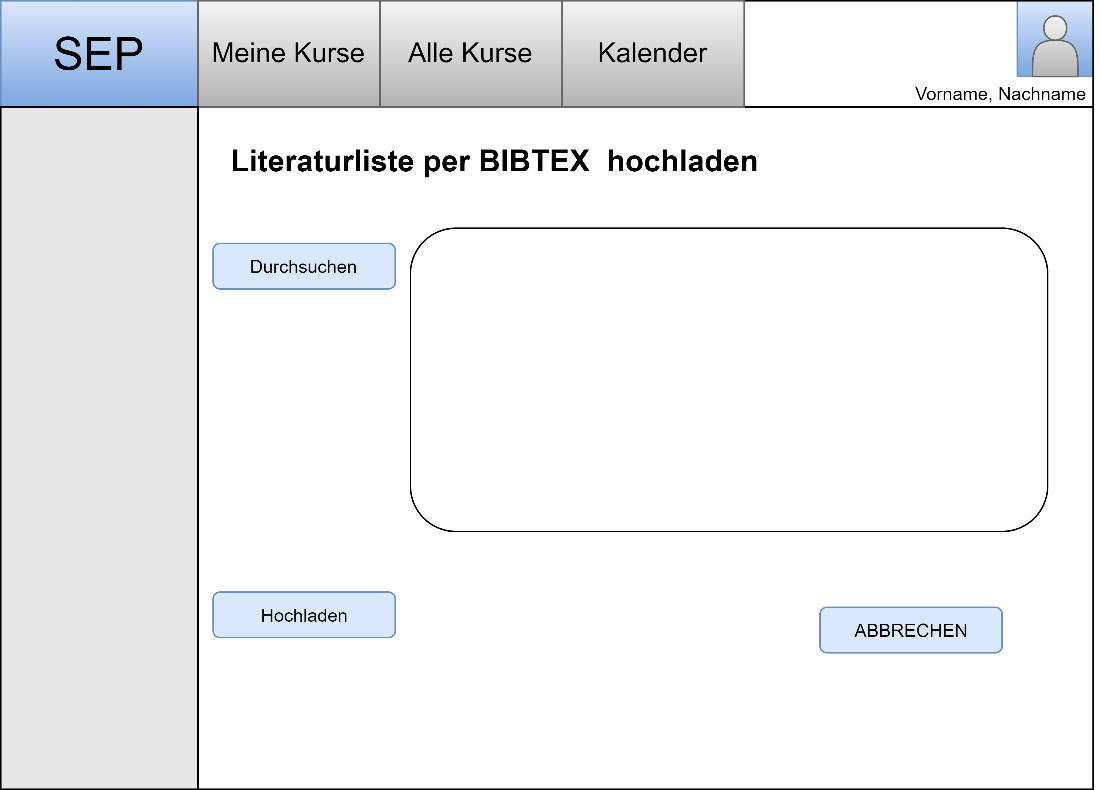 SEP
Meine Kurse
Alle Kurse
Kalender
Vorname, Nachname
Literaturliste per BIBTEX  hochladen
Durchsuchen
Hochladen
ABBRECHEN